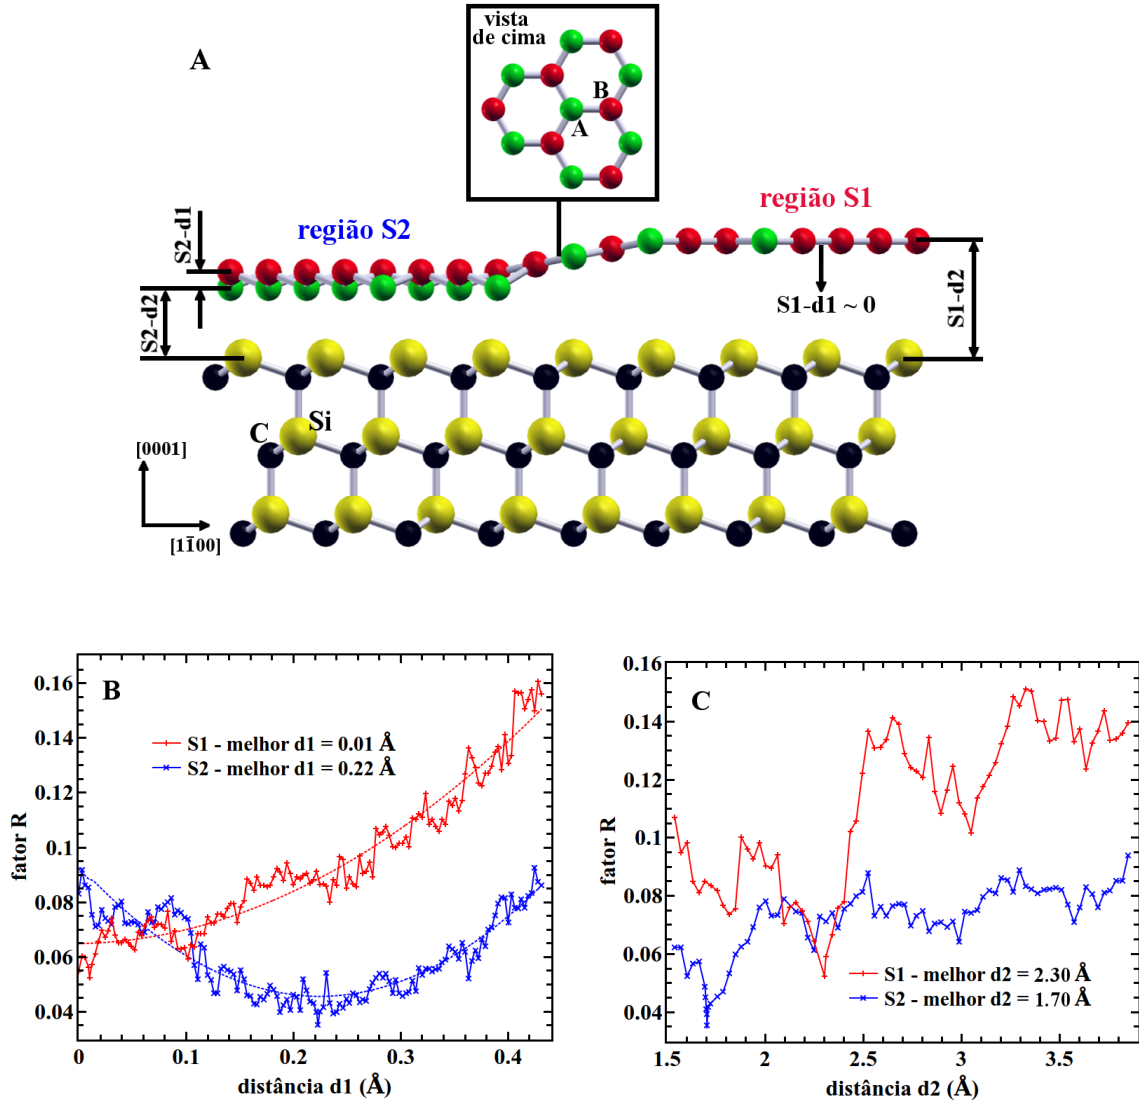 A
vista
de cima
B
A
região S2
região S1
S2-d1
S2-d2
S1-d1 ~ 0
S1-d2
Si
C
[0001]
[11̄00]
B
S1 - melhor d1 = 0.01 Å
S2 - melhor d1 = 0.22 Å
fator R
0.16
0.14
0.12
0.1
0.08
0.06
0.04
0
0.1
0.2
0.3
0.4
distância d1 (Å)
C
S1 - melhor d2 = 2.30 Å
S2 - melhor d2 = 1.70 Å
fator R
0.16
0.14
0.12
0.1
0.08
0.06
0.04
1.5
2
2.5
3
3.5
distância d2 (Å)